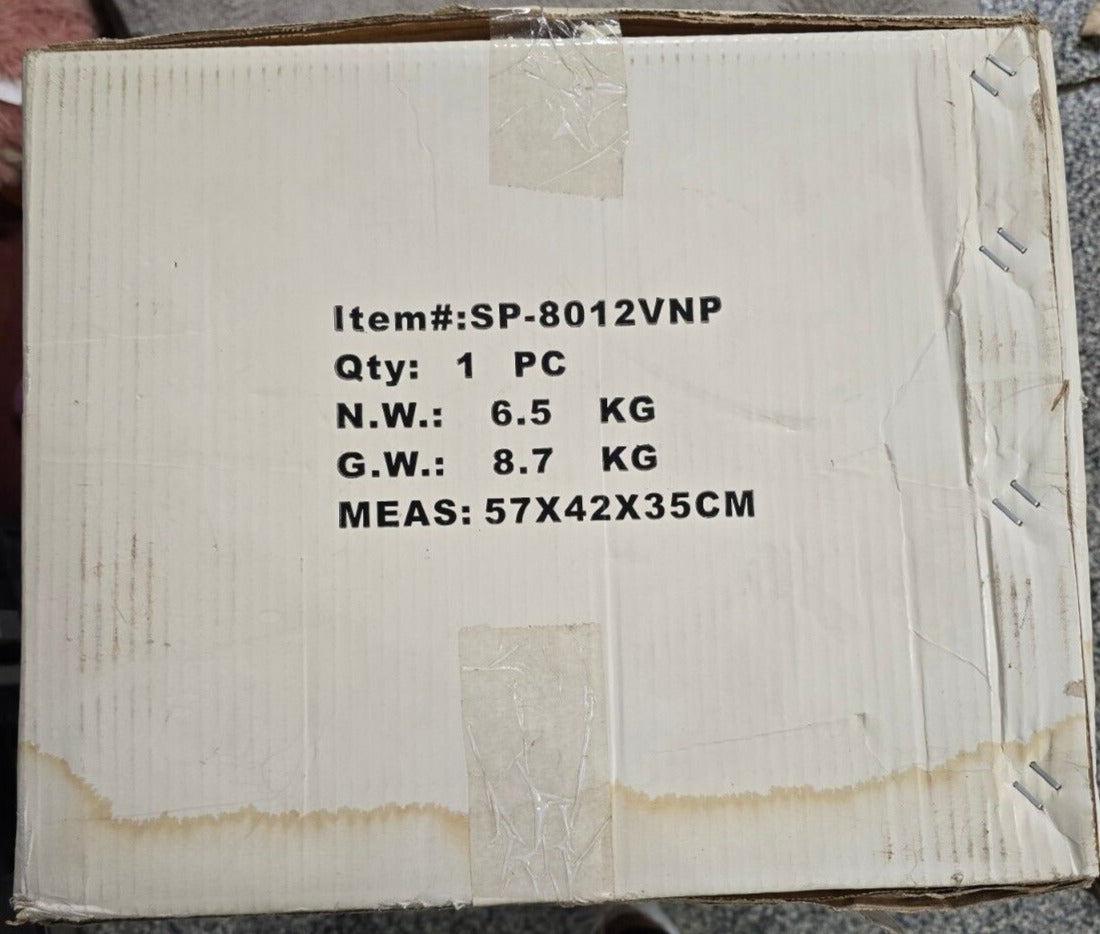 Item#:SP-8012VNP
Qty: 1 PC
N.W.: 6.5 KG
G.W.: 8.7 KG
MEAS: 57X42X35CM